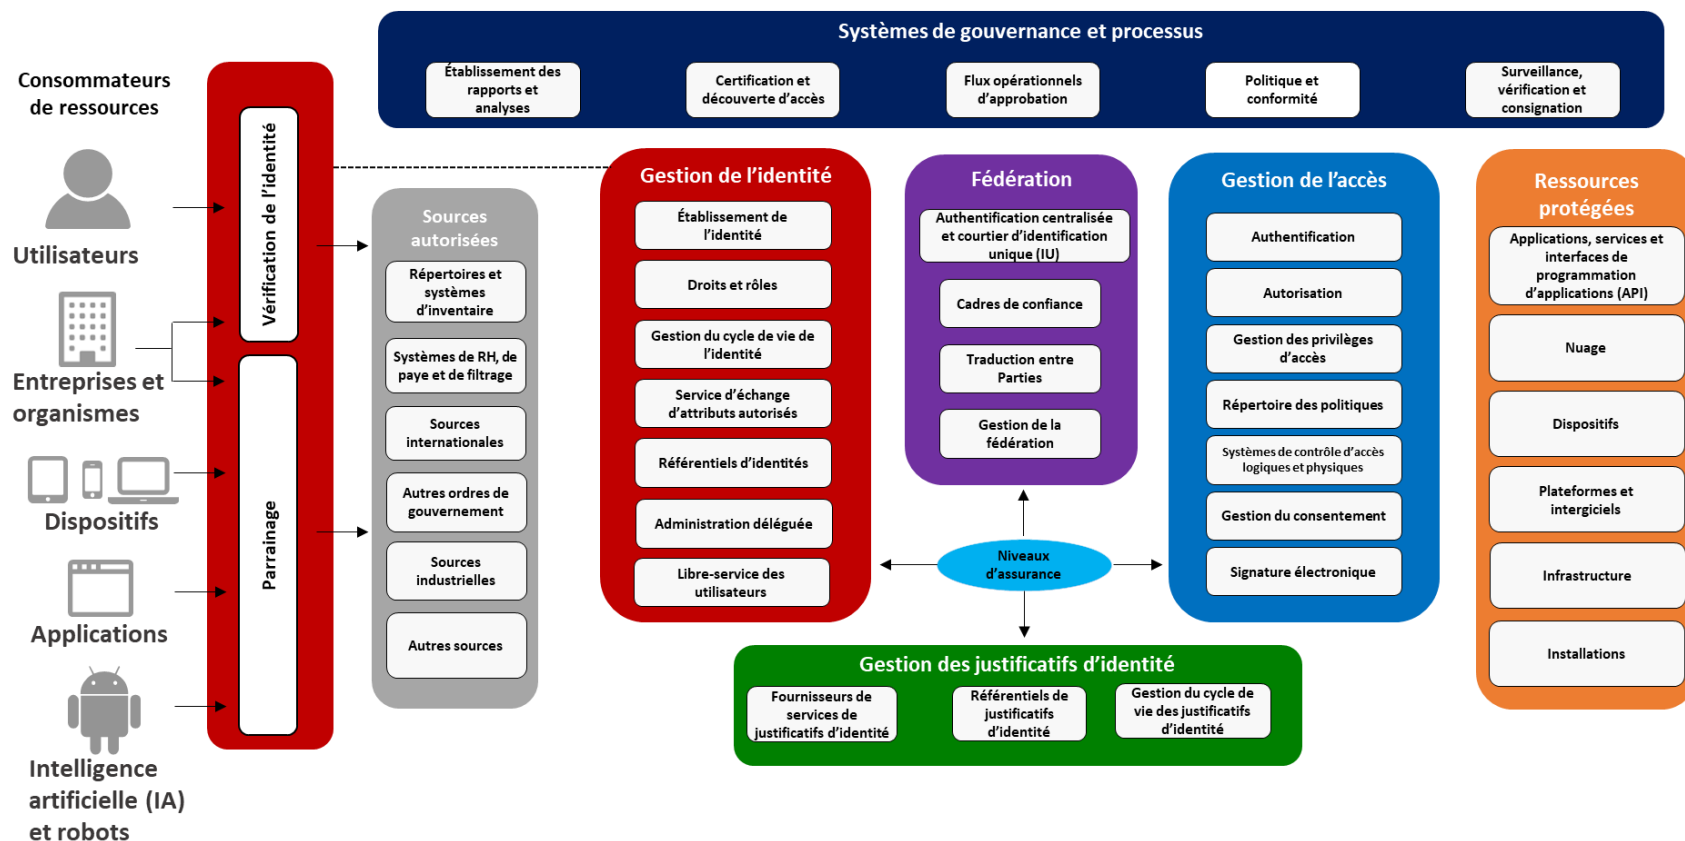 Systèmes de gouvernance et processus
Établissement des
rapports et
analyses
Certification et
découverte d’accès
Flux opérationnels
d’approbation
Politique et
conformité
Surveillance,
vérification et
consignation
Consommateurs
de ressources
Utilisateurs
Entreprises et
organismes
Dispositifs
Applications
Intelligence
artificielle (IA)
et robots
Vérification de l’identité
Parrainage
Sources
autorisées
Répertoires et
systèmes
d’inventaire
Systèmes de RH, de
paye et de filtrage
Sources
internationales
Autres ordres de
gouvernement
Sources
industrielles
Autres sources
Gestion de l’identité
Établissement de
l’identité
Droits et rôles
Gestion du cycle de vie de
l’identité
Service d’échange
d’attributs autorisés
Référentiels d’identités
Administration déléguée
Libre-service des
utilisateurs
Fédération
Authentification centralisée
et courtier d’identification
unique (IU)
Cadres de confiance
Traduction entre
Parties
Gestion de la
fédération
Niveaux
d’assurance
Gestion de l’accès
Authentification
Autorisation
Gestion des privilèges
d’accès
Répertoire des politiques
Systèmes de contrôle d’accès
logiques et physiques
Gestion du consentement
Signature électronique
Ressources
protégées
Applications, services et
interfaces de
programmation
d’applications (API)
Nuage
Dispositifs
Plateformes et
intergiciels
Infrastructure
Installations
Gestion des justificatifs d’identité
Fournisseurs de
services de
justificatifs d’identité
Référentiels de
justificatifs
d’identité
Gestion du cycle de
vie des justificatifs
d’identité